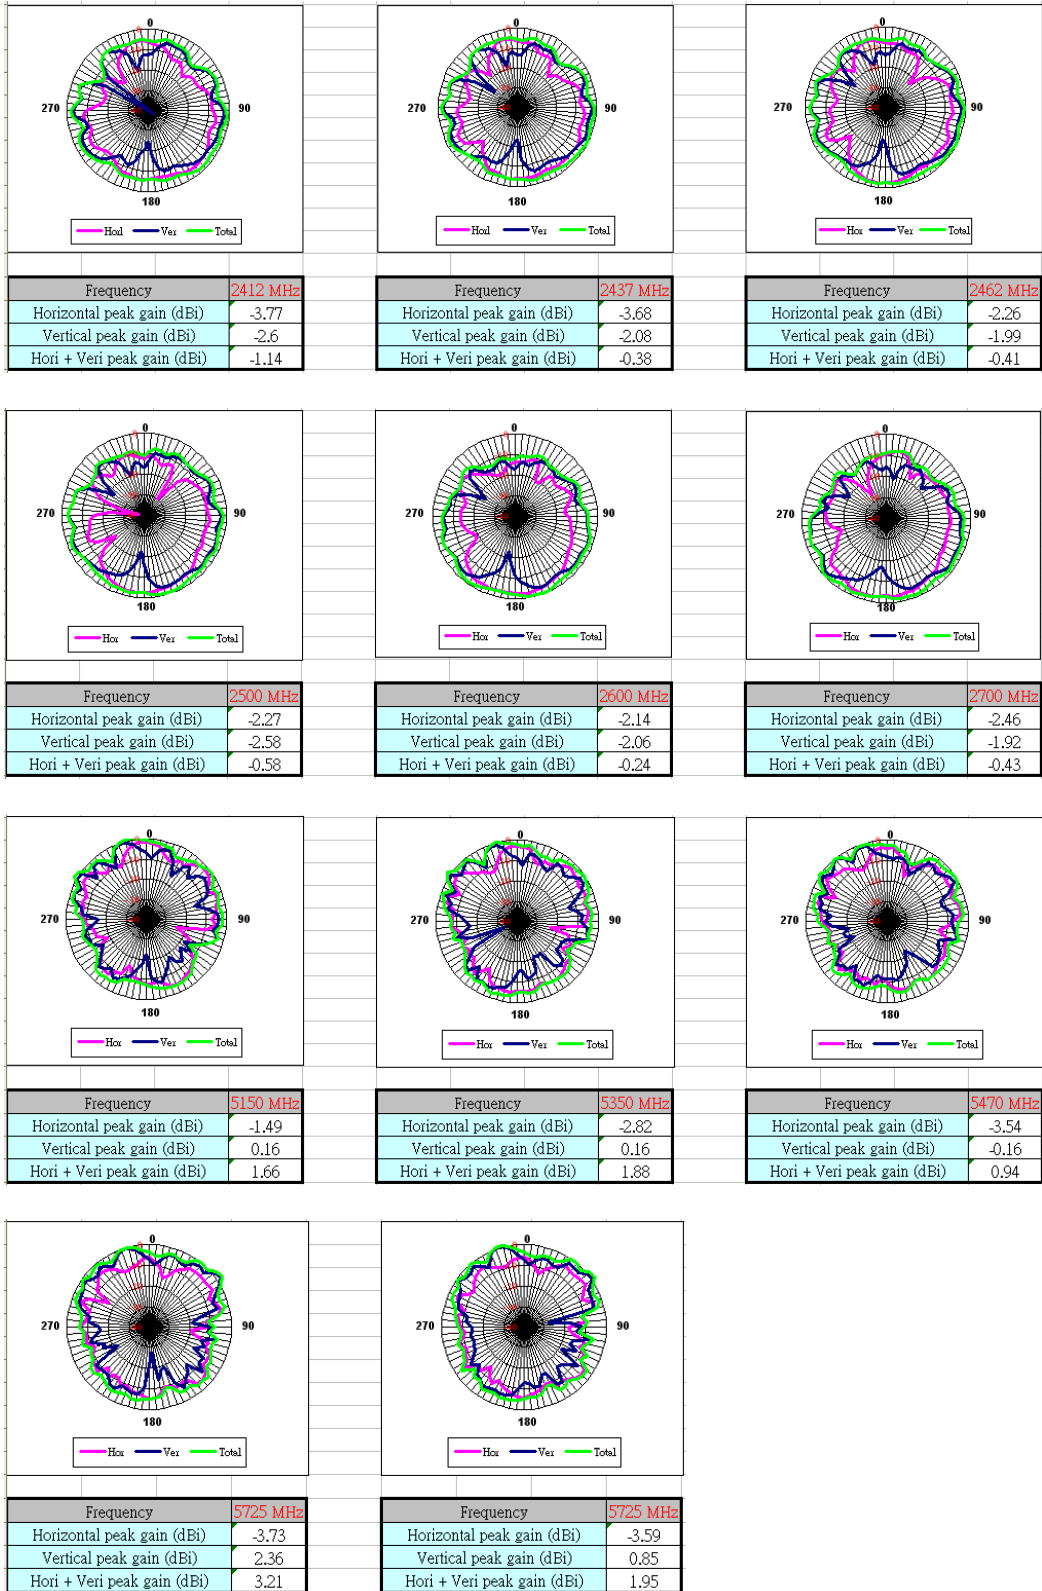 0 0 0
270 90 270 90 270 90
180 180 180
Horl Ver Total Horl Ver Total Hor Ver Total
Frequency 2412 MHz Frequency 2437 MHz Frequency 2462 MHz
Horizontal peak gain (dBi) -3.77 Horizontal peak gain (dBi) -3.68 Horizontal peak gain (dBi) -2.26
Vertical peak gain (dBi) -2.6 Vertical peak gain (dBi) -2.08 Vertical peak gain (dBi) -1.99
Hori + Veri peak gain (dBi) -1.14 Hori + Veri peak gain (dBi) -0.38 Hori + Veri peak gain (dBi) -0.41
0 0 0
270 90 270 90 270 90
180 180 180
Hor Ver Total Hor Ver Total Hor Ver Total
Frequency 2500 MHz Frequency 2600 MHz Frequency 2700 MHz
Horizontal peak gain (dBi) -2.27 Horizontal peak gain (dBi) -2.14 Horizontal peak gain (dBi) -2.46
Vertical peak gain (dBi) -2.58 Vertical peak gain (dBi) -2.06 Vertical peak gain (dBi) -1.92
Hori + Veri peak gain (dBi) -0.58 Hori + Veri peak gain (dBi) -0.24 Hori + Veri peak gain (dBi) -0.43
0 0 0
270 90 270 90 270 90
180 180 180
Hor Ver Total Hor Ver Total Hor Ver Total
Frequency 5150 MHz Frequency 5350 MHz Frequency 5470 MHz
Horizontal peak gain (dBi) -1.49 Horizontal peak gain (dBi) -2.82 Horizontal peak gain (dBi) -3.54
Vertical peak gain (dBi) 0.16 Vertical peak gain (dBi) 0.16 Vertical peak gain (dBi) -0.16
Hori + Veri peak gain (dBi) 1.66 Hori + Veri peak gain (dBi) 1.88 Hori + Veri peak gain (dBi) 0.94
0 0
270 90 270 90
180 180
Hor Ver Total Hor Ver Total
Frequency 5725 MHz Frequency 5725 MHz
Horizontal peak gain (dBi) -3.73 Horizontal peak gain (dBi) -3.59
Vertical peak gain (dBi) 2.36 Vertical peak gain (dBi) 0.85
Hori + Veri peak gain (dBi) 3.21 Hori + Veri peak gain (dBi) 1.95